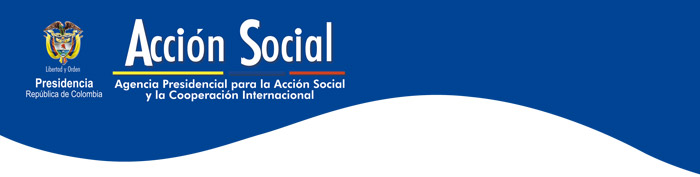 Libertad y Orden
Presidencia
República de Colombia
Acción Social
Agencia Presidencial para la Acción Social
y la Cooperación Internacional